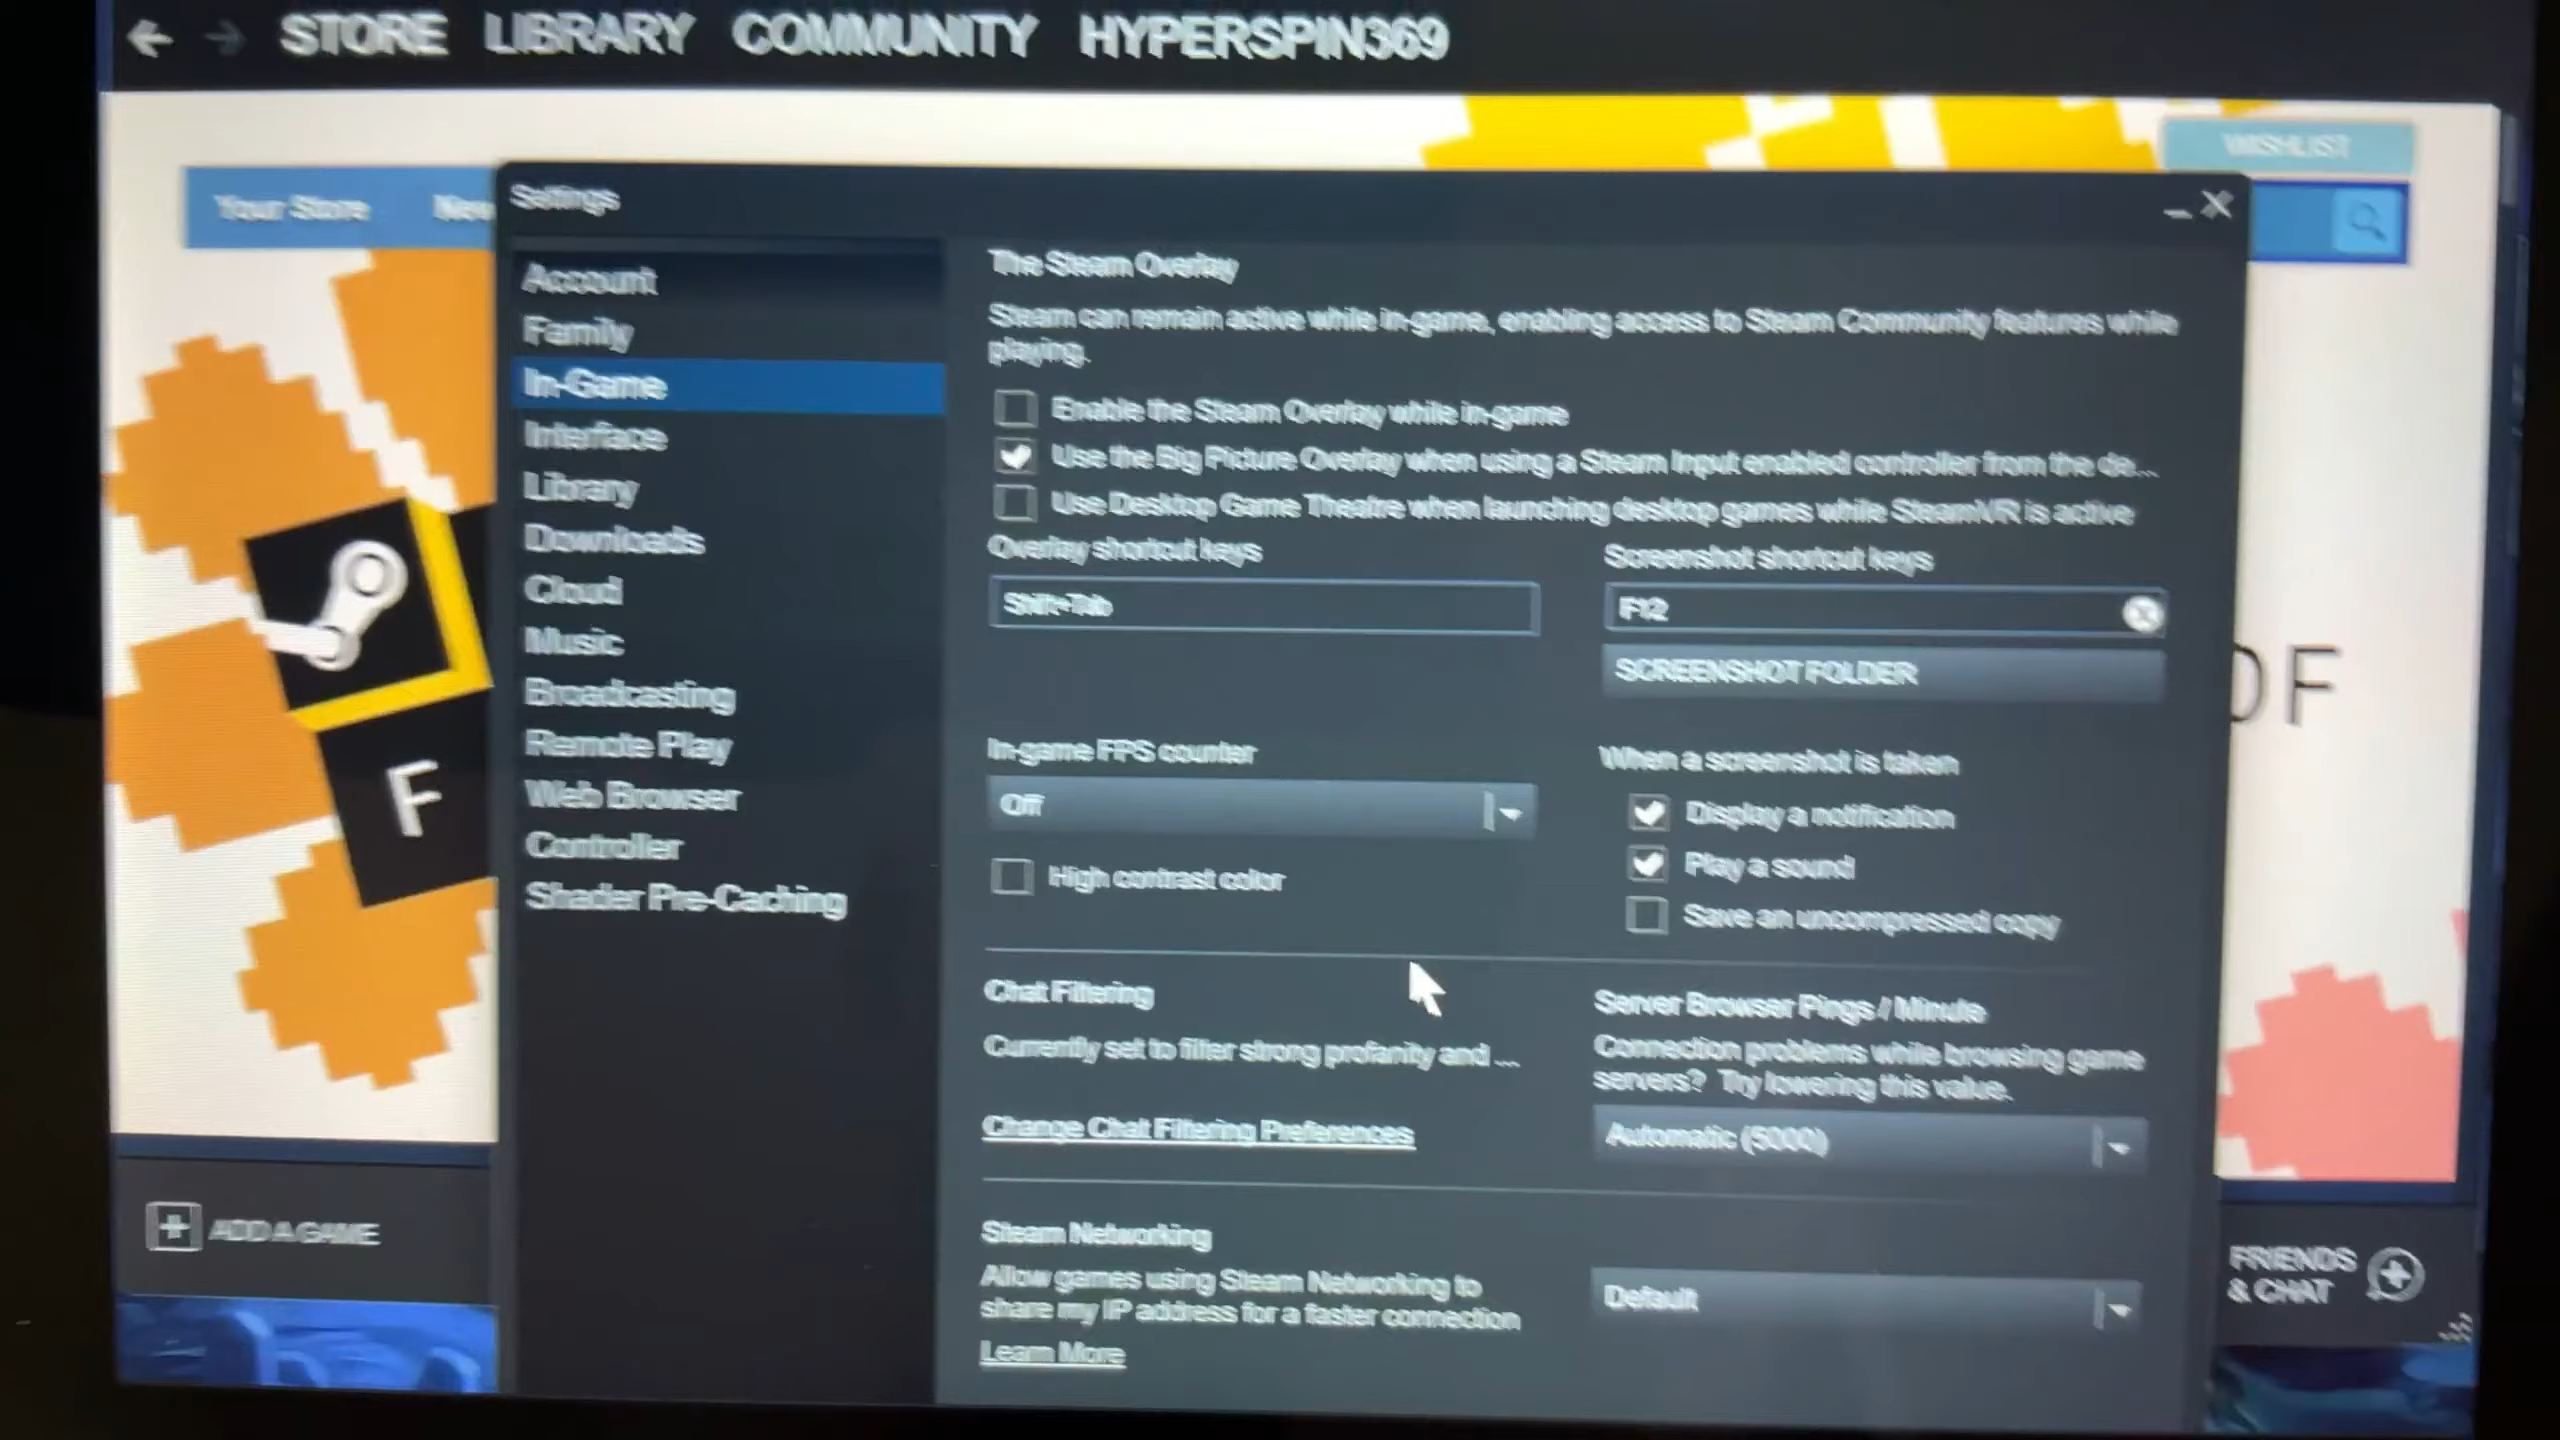 STORE LIBRARY COMMUNITY HYPERSPIN369
WISHLIST
Your Store New
Settings
Account
Family
In-Game
Interface
Library
Downloads
Cloud
Music
Broadcasting
Remote Play
Web Browser
Controller
Shader Pre-Caching
The Steam Overlay
Steam can remain active while in-game, enabling access to Steam Community features while
playing.
Enable the Steam Overlay while in-game
Use the Big Picture Overlay when using a Steam Input enabled controller from the de...
Use Desktop Game Theatre when launching desktop games while SteamVR is active
Overlay shortcut keys
Shift+Tab
Screenshot shortcut keys
F12
SCREENSHOT FOLDER
In-game FPS counter
Off
High contrast color
When a screenshot is taken
Display a notification
Play a sound
Save an uncompressed copy
Chat Filtering
Currently set to filter strong profanity and ...
Change Chat Filtering Preferences
Server Browser Pings / Minute
Connection problems while browsing game
servers? Try lowering this value.
Automatic (5000)
Steam Networking
Allow games using Steam Networking to
share my IP address for a faster connection
Learn More
Default
F
OF
ADD A GAME
FRIENDS
& CHAT